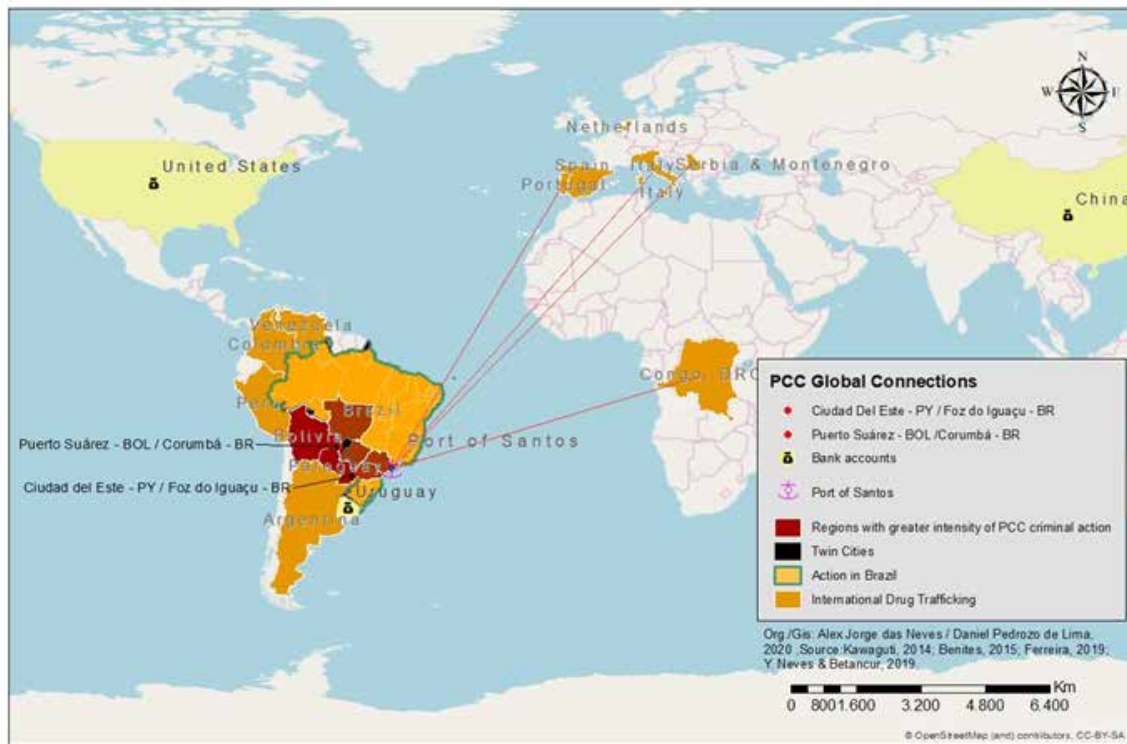 N
W
E
S
United States
Netherlands
Spain
Italy
Serbia & Montenegro
Portugal
Italy
China
Venezuela
Colombia
Congo, DRC
Peru
Brazil
Bolivia
Port of Santos
Puerto Suárez - BOL / Corumbá - BR
Paraguay
Ciudad del Este - PY / Foz do Iguaçu - BR
Uruguay
Argentina
PCC Global Connections
Ciudad Del Este - PY / Foz do Iguaçu - BR
Puerto Suárez - BOL /Corumbá - BR
Bank accounts
Port of Santos
Regions with greater intensity of PCC criminal action
Twin Cities
Action in Brazil
International Drug Trafficking
Org./Gis: Alex Jorge das Neves / Daniel Pedrozo de Lima,
2020 ,Source:Kawaguti, 2014; Benites, 2015; Ferreira, 2019;
Y. Neves & Betancur, 2019.
Km
0 800 1.600 3.200 4.800 6.400
© OpenStreetMap (and) contributors, CC-BY-SA